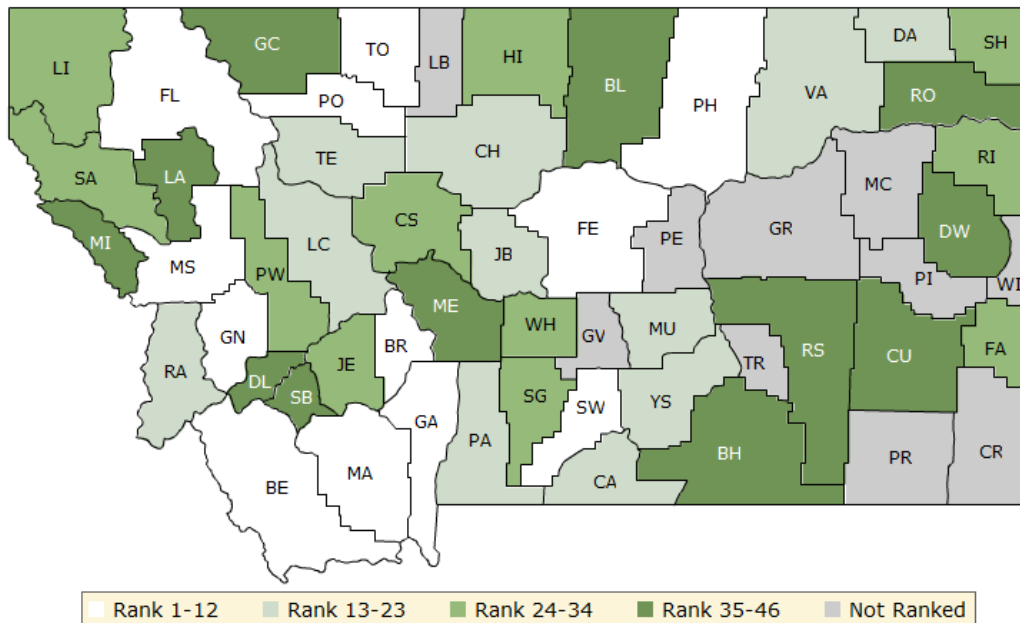 GC TO DA SH
LI LB HI
FL BL PH VA RO
PO
TE CH RI
SA LA MC
CS GR DW
MI LC JB FE PE
MS PW PI WI
ME
GN BR WH GV MU FA
RA JE TR RS CU
DL SB SG SW YS
GA
PA BH PR CR
BE MA CA
Rank 1-12 Rank 13-23 Rank 24-34 Rank 35-46 Not Ranked